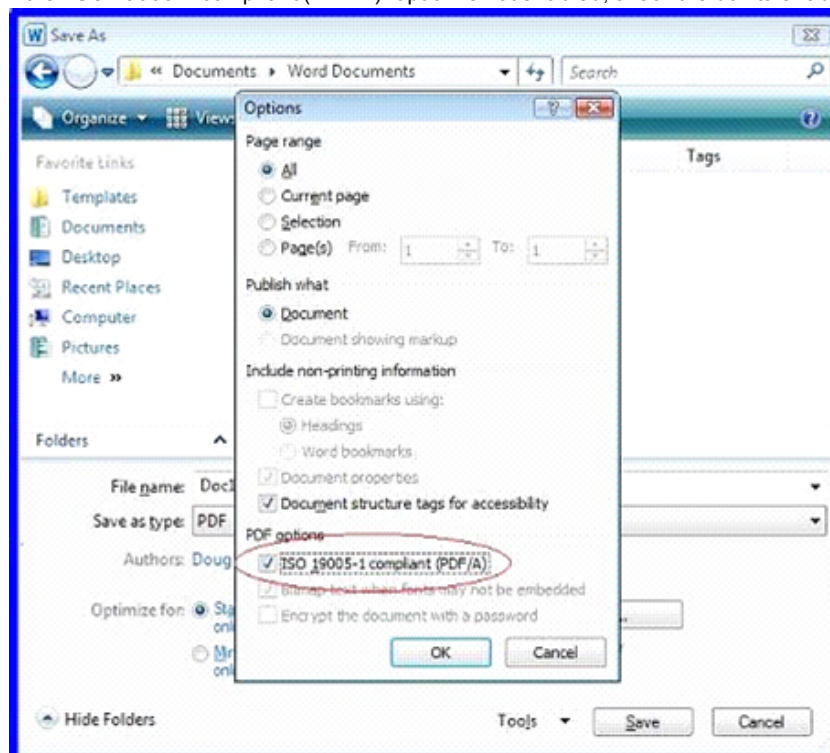 Save As
« Documents ▸ Word Documents
Search
Organize
Views
Tags
Favorite Links
Templates
Documents
Desktop
Recent Places
Computer
Pictures
More »
Folders
Options
Page range
All
Current page
Selection
Page(s) From: 1 To: 1
Publish what
Document
Document showing markup
Include non-printing information
Create bookmarks using:
Headings
Word bookmarks
Document properties
Document structure tags for accessibility
PDF options
ISO 19005-1 compliant (PDF/A)
Bitmap text when fonts may not be embedded
Encrypt the document with a password
OK
Cancel
File name: Doc1
Save as type: PDF
Authors: Doug
Optimize for:
Hide Folders
Tools
Save
Cancel